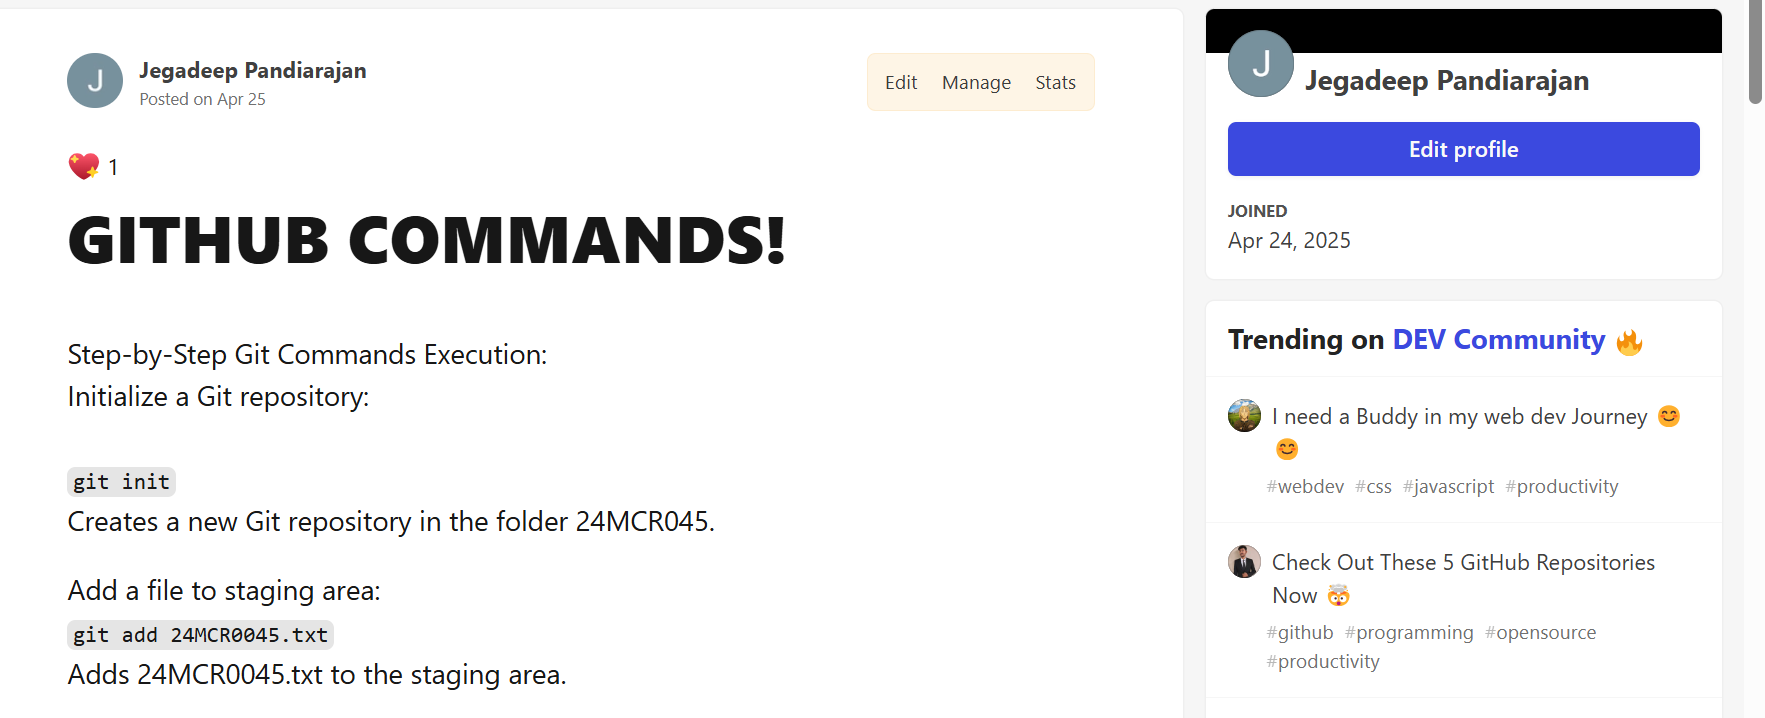 J
Jegadeep Pandiarajan
Posted on Apr 25
Edit Manage Stats
1
GITHUB COMMANDS!
Step-by-Step Git Commands Execution:
Initialize a Git repository:
git init
Creates a new Git repository in the folder 24MCR045.
Add a file to staging area:
git add 24MCR0045.txt
Adds 24MCR0045.txt to the staging area.
J
Jegadeep Pandiarajan
Edit profile
JOINED
Apr 24, 2025
Trending on DEV Community 🔥
I need a Buddy in my web dev Journey 😊
😊
#webdev #css #javascript #productivity
Check Out These 5 GitHub Repositories
Now 🤯
#github #programming #opensource
#productivity